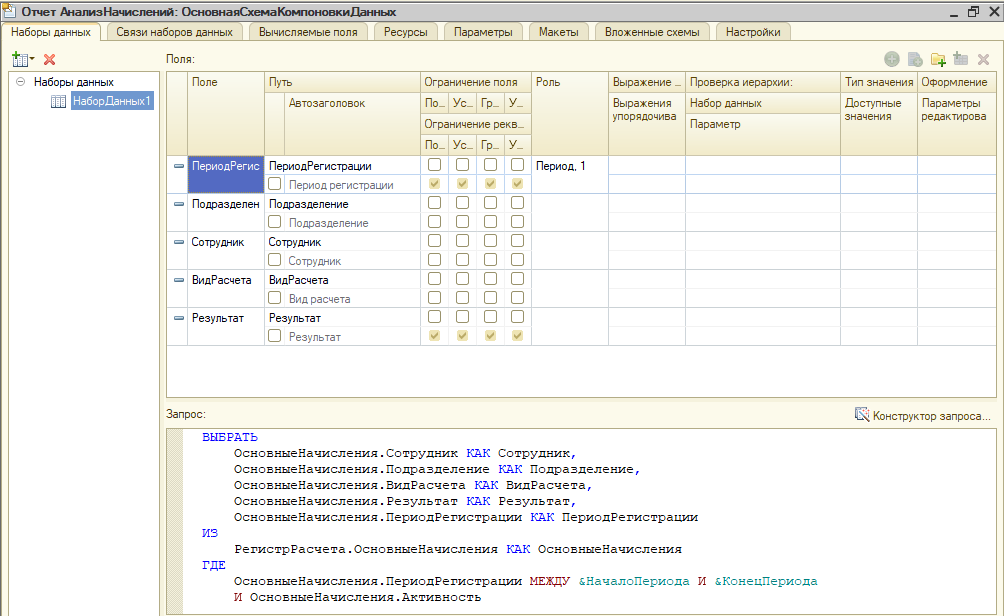 Отчет АнализНачислений: ОсновнаяСхемаКомпоновкиДанных
Наборы данных Связи наборов данных Вычисляемые поля Ресурсы Параметры Макеты Вложенные схемы Настройки
Поля:
Наборы данных
НаборДанных1
Поле Путь Ограничение поля Роль Выражение ... Проверка иерархии: Тип значения Оформление
Автозаголовок По... Ус... Гр... У... Выражения упорядочива Набор данных Доступные значения Параметры редактирова
Ограничение рекв... Параметр
По... Ус... Гр... У...
ПериодРегис ПериодРегистрации Период, 1
Период регистрации
Подразделен Подразделение
Подразделение
Сотрудник Сотрудник
Сотрудник
ВидРасчета ВидРасчета
Вид расчета
Результат Результат
Результат
Запрос: Конструктор запроса...
ВЫБРАТЬ
ОсновныеНачисления.Сотрудник КАК Сотрудник,
ОсновныеНачисления.Подразделение КАК Подразделение,
ОсновныеНачисления.ВидРасчета КАК ВидРасчета,
ОсновныеНачисления.Результат КАК Результат,
ОсновныеНачисления.ПериодРегистрации КАК ПериодРегистрации
ИЗ
РегистрРасчета.ОсновныеНачисления КАК ОсновныеНачисления
ГДЕ
ОсновныеНачисления.ПериодРегистрации МЕЖДУ &НачалоПериода И &КонецПериода
И ОсновныеНачисления.Активность